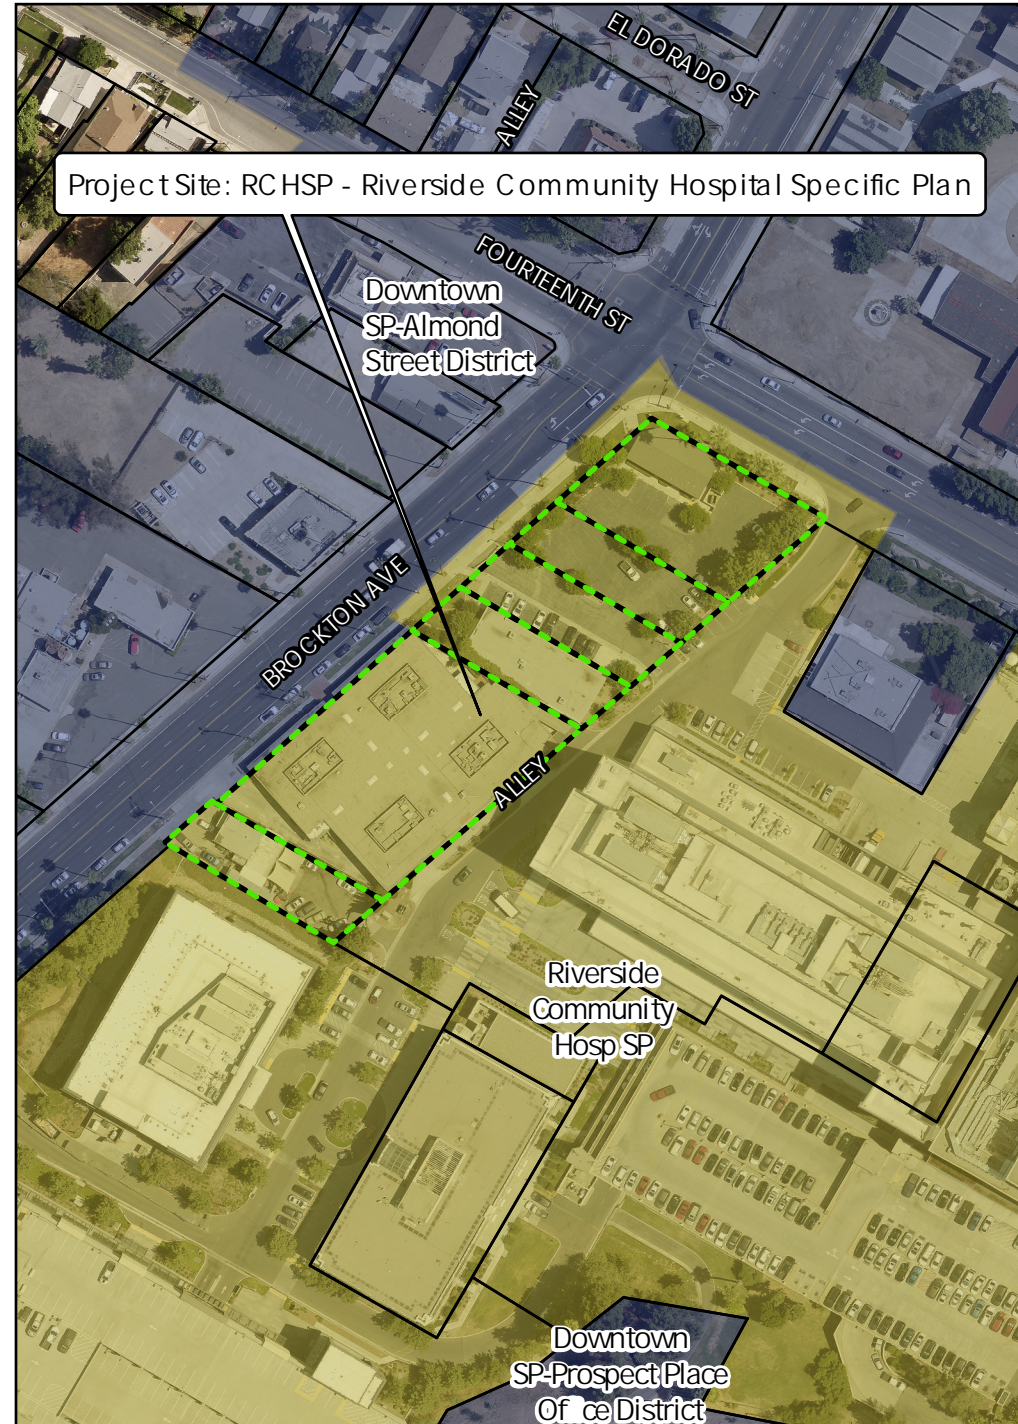 EL DORADO ST
ALLEY
Project Site: RCHSP - Riverside Community Hospital Specific Plan
FOURTEENTH ST
Downtown
SP-Almond
Street District
BROCKTON AVE
ALLEY
Riverside
Community
Hosp SP
Downtown
SP-Prospect Place
Of ce District